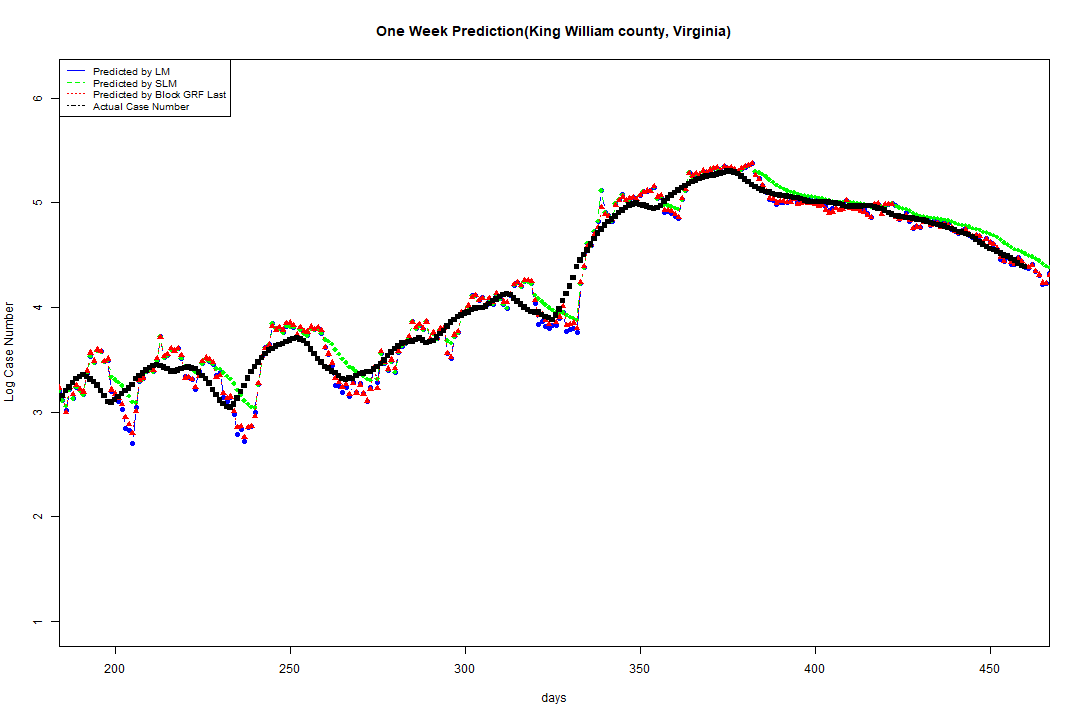 One Week Prediction(King William county, Virginia)
Predicted by LM
Predicted by SLM
Predicted by Block GRF Last
Actual Case Number
6
5
4
3
2
1
Log Case Number
200 250 300 350 400 450
days